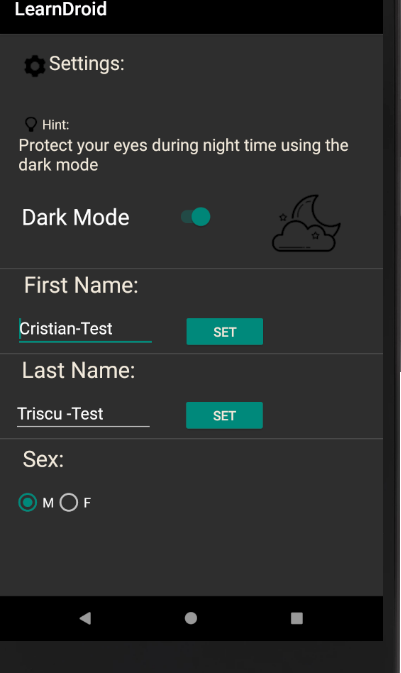 LearnDroid
Settings:
Hint:
Protect your eyes during night time using the
dark mode
Dark Mode
First Name:
Cristian-Test SET
Last Name:
Triscu -Test SET
Sex:
M F